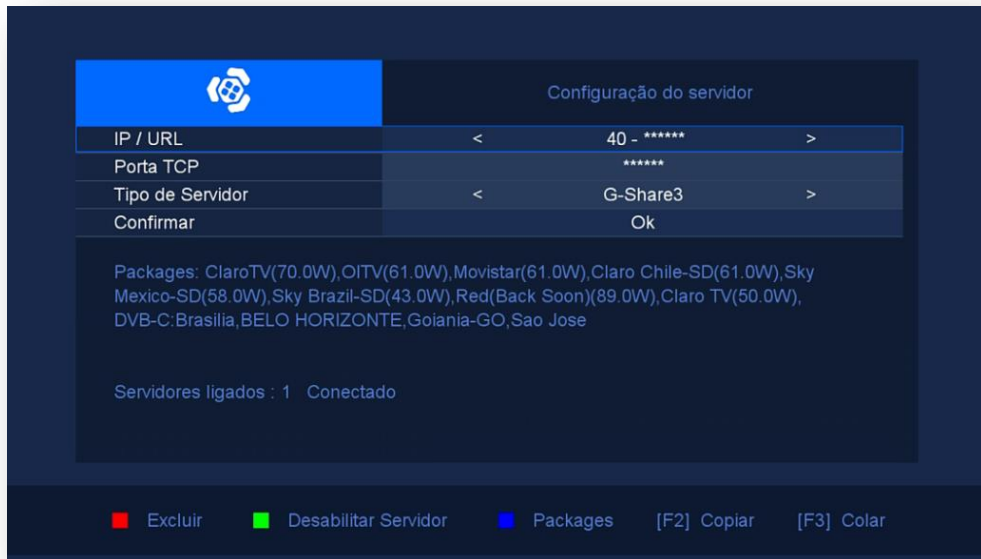 Configuração do servidor
IP / URL < 40 - ****** >
Porta TCP ******
Tipo de Servidor < G-Share3 >
Confirmar Ok
Packages: ClaroTV(70.0W),OITV(61.0W),Movistar(61.0W),Claro Chile-SD(61.0W),Sky
Mexico-SD(58.0W),Sky Brazil-SD(43.0W),Red(Back Soon)(89.0W),Claro TV(50.0W),
DVB-C:Brasilia,BELO HORIZONTE,Goiania-GO,Sao Jose
Servidores ligados : 1 Conectado
Excluir Desabilitar Servidor Packages [F2] Copiar [F3] Colar